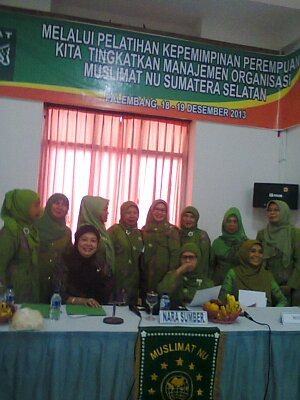 MELALUI PELATIHAN KEPEMIMPINAN PEREMPUAN
KITA TINGKATKAN MANAJEMEN ORGANISASI
MUSLIMAT NU SUMATERA SELATAN
PALEMBANG, 18 - 19 DESEMBER 2013
NARA SUMBER
MUSLIMAT NU